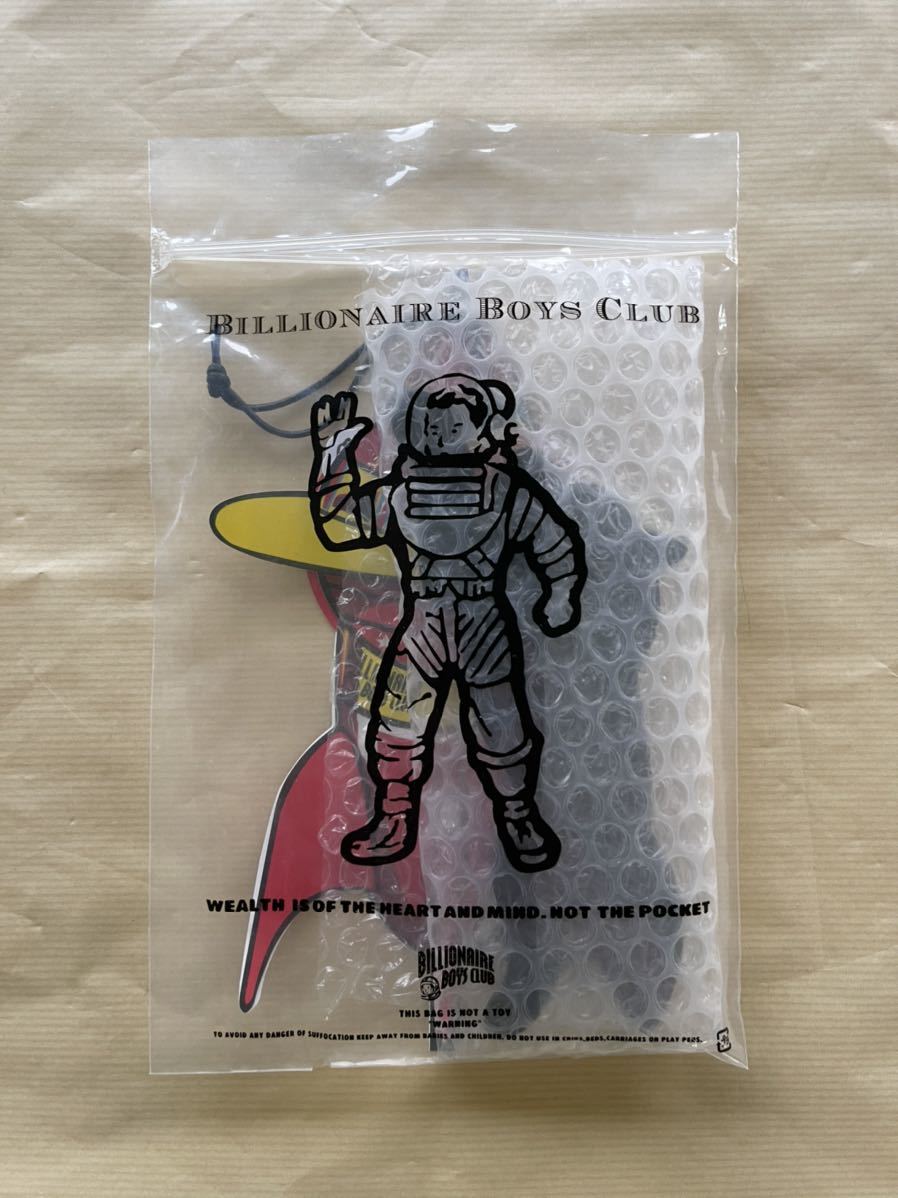 BILLIONAIRE BOYS CLUB
WEALTH IS OF THE HEART AND MIND. NOT THE POCKET
BILLIONAIRE
BOYS CLUB
THIS BAG IS NOT A TOY
"WARNING"
TO AVOID ANY DANGER OF SUFFOCATION KEEP AWAY FROM BABIES AND CHILDREN. DO NOT USE IN CRIBS, BEDS, CARRIAGES OR PLAY PEGS.